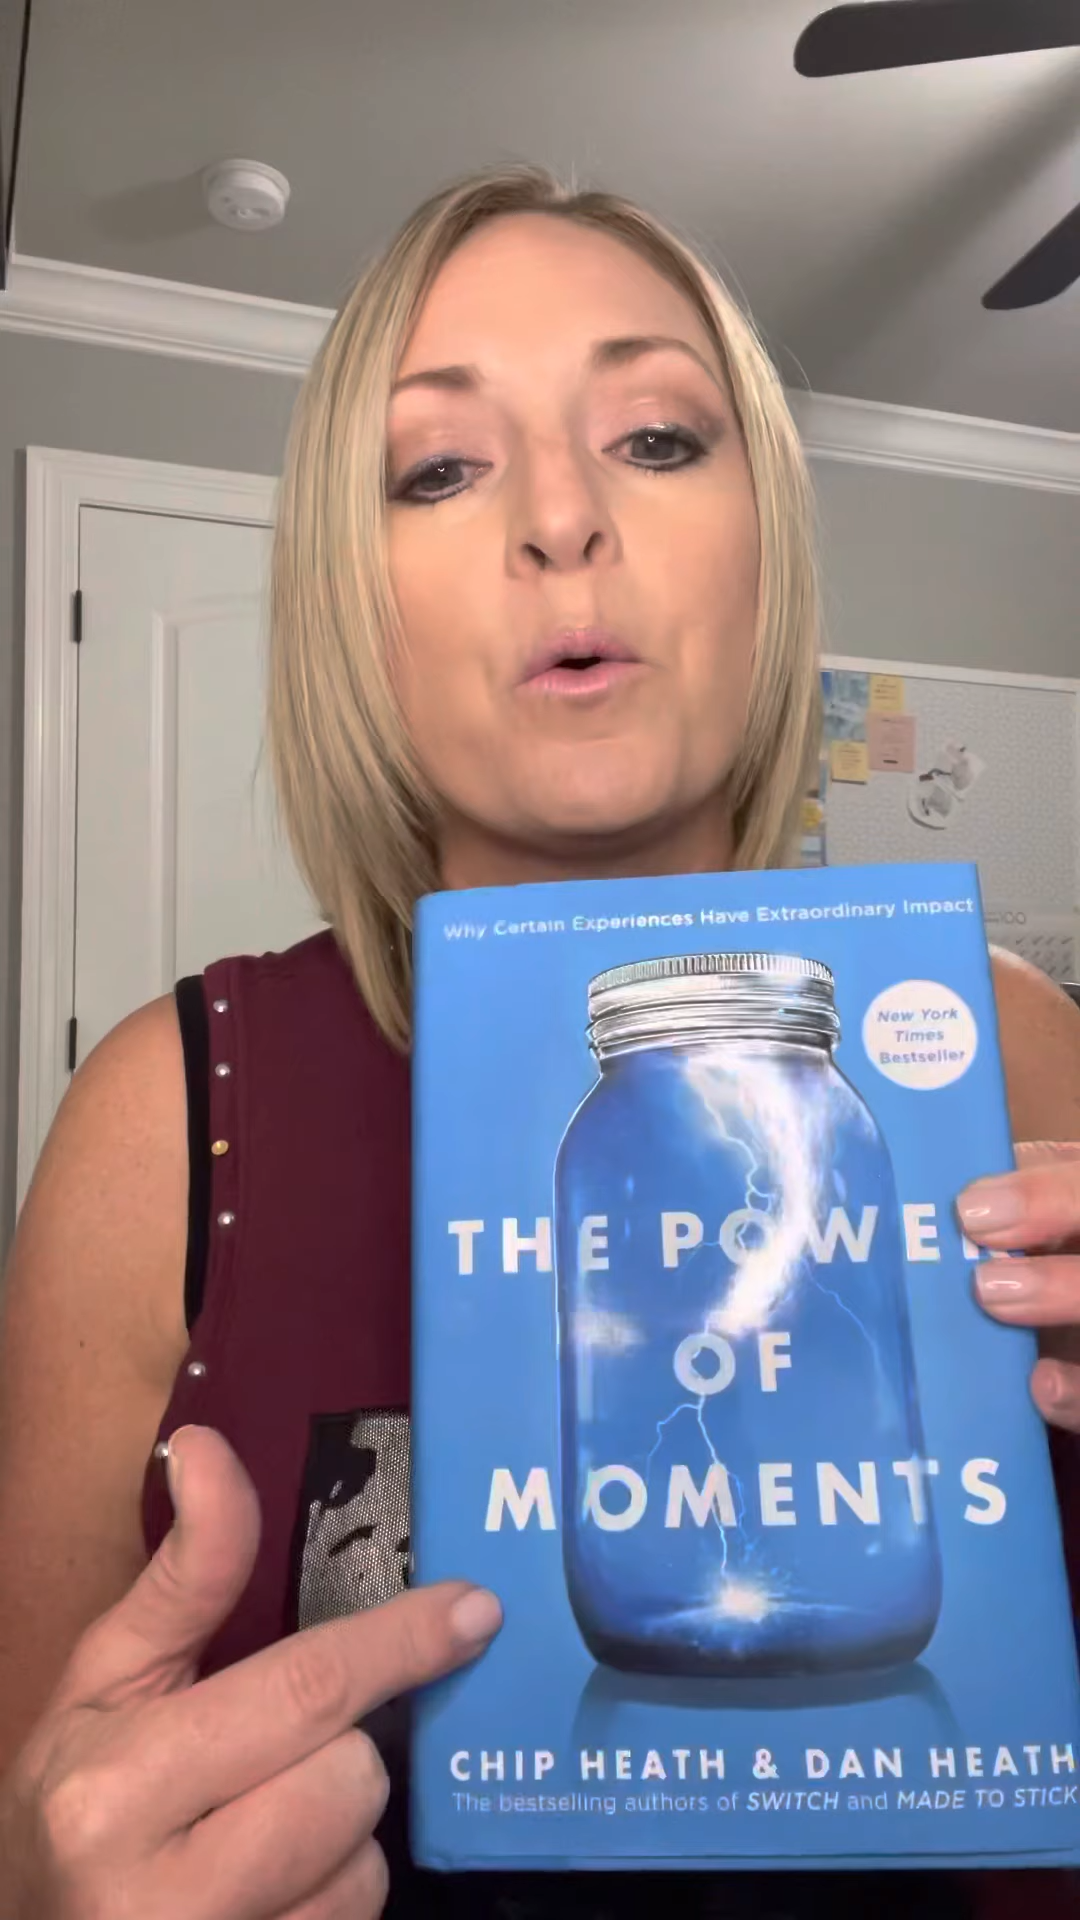 Why Certain Experiences Have Extraordinary Impact
New York
Times
Bestseller
THE POWER
OF
MOMENTS
CHIP HEATH & DAN HEATH
The bestselling authors of SWITCH and MADE TO STICK